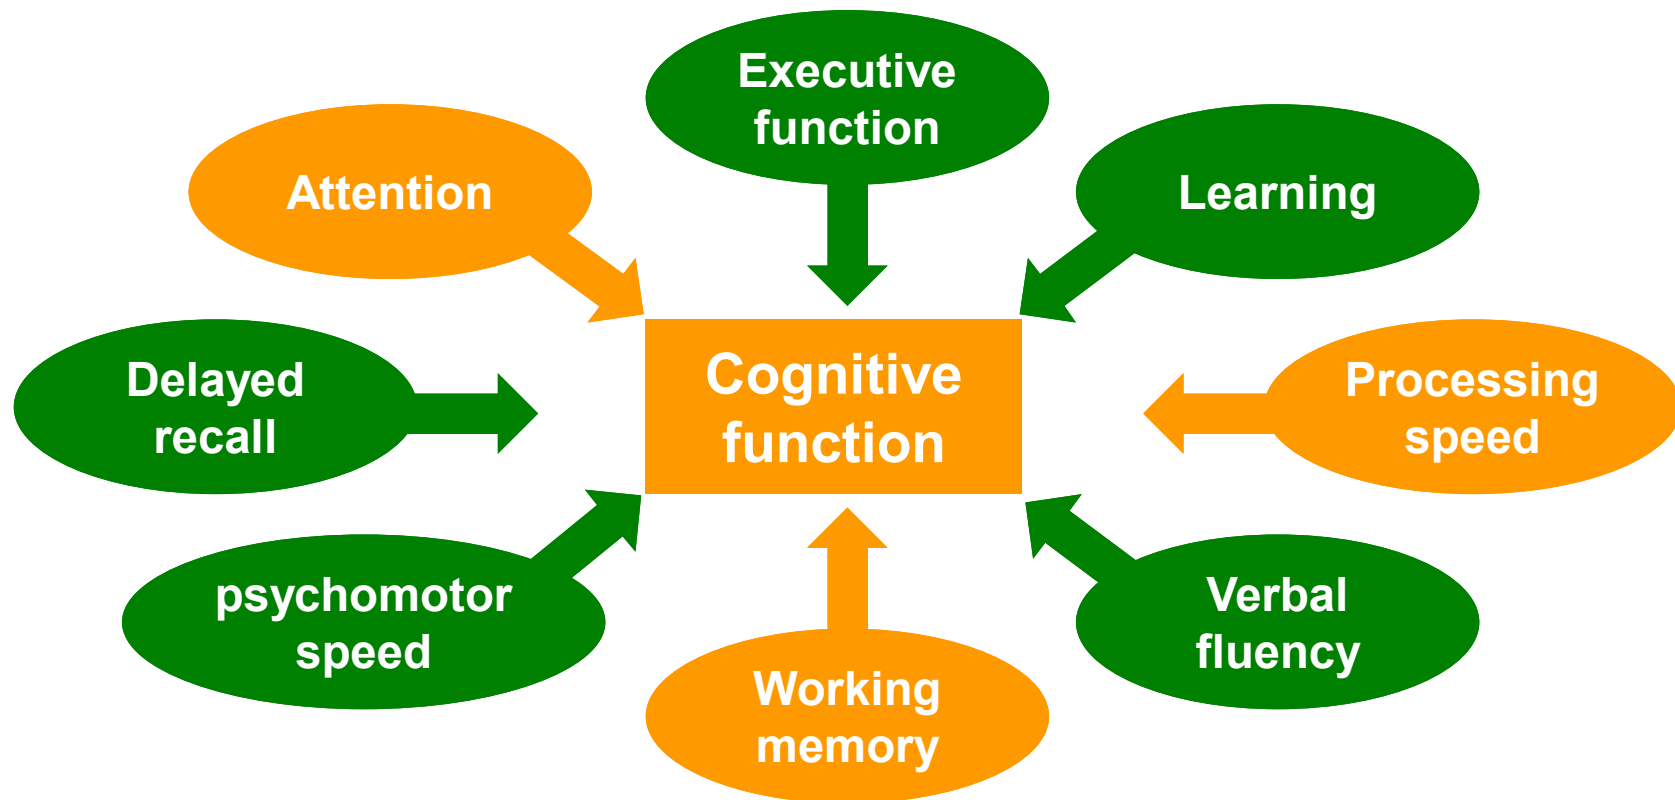 Executive
function
Attention
Learning
Delayed
recall
Cognitive
function
Processing
speed
psychomotor
speed
Verbal
fluency
Working
memory